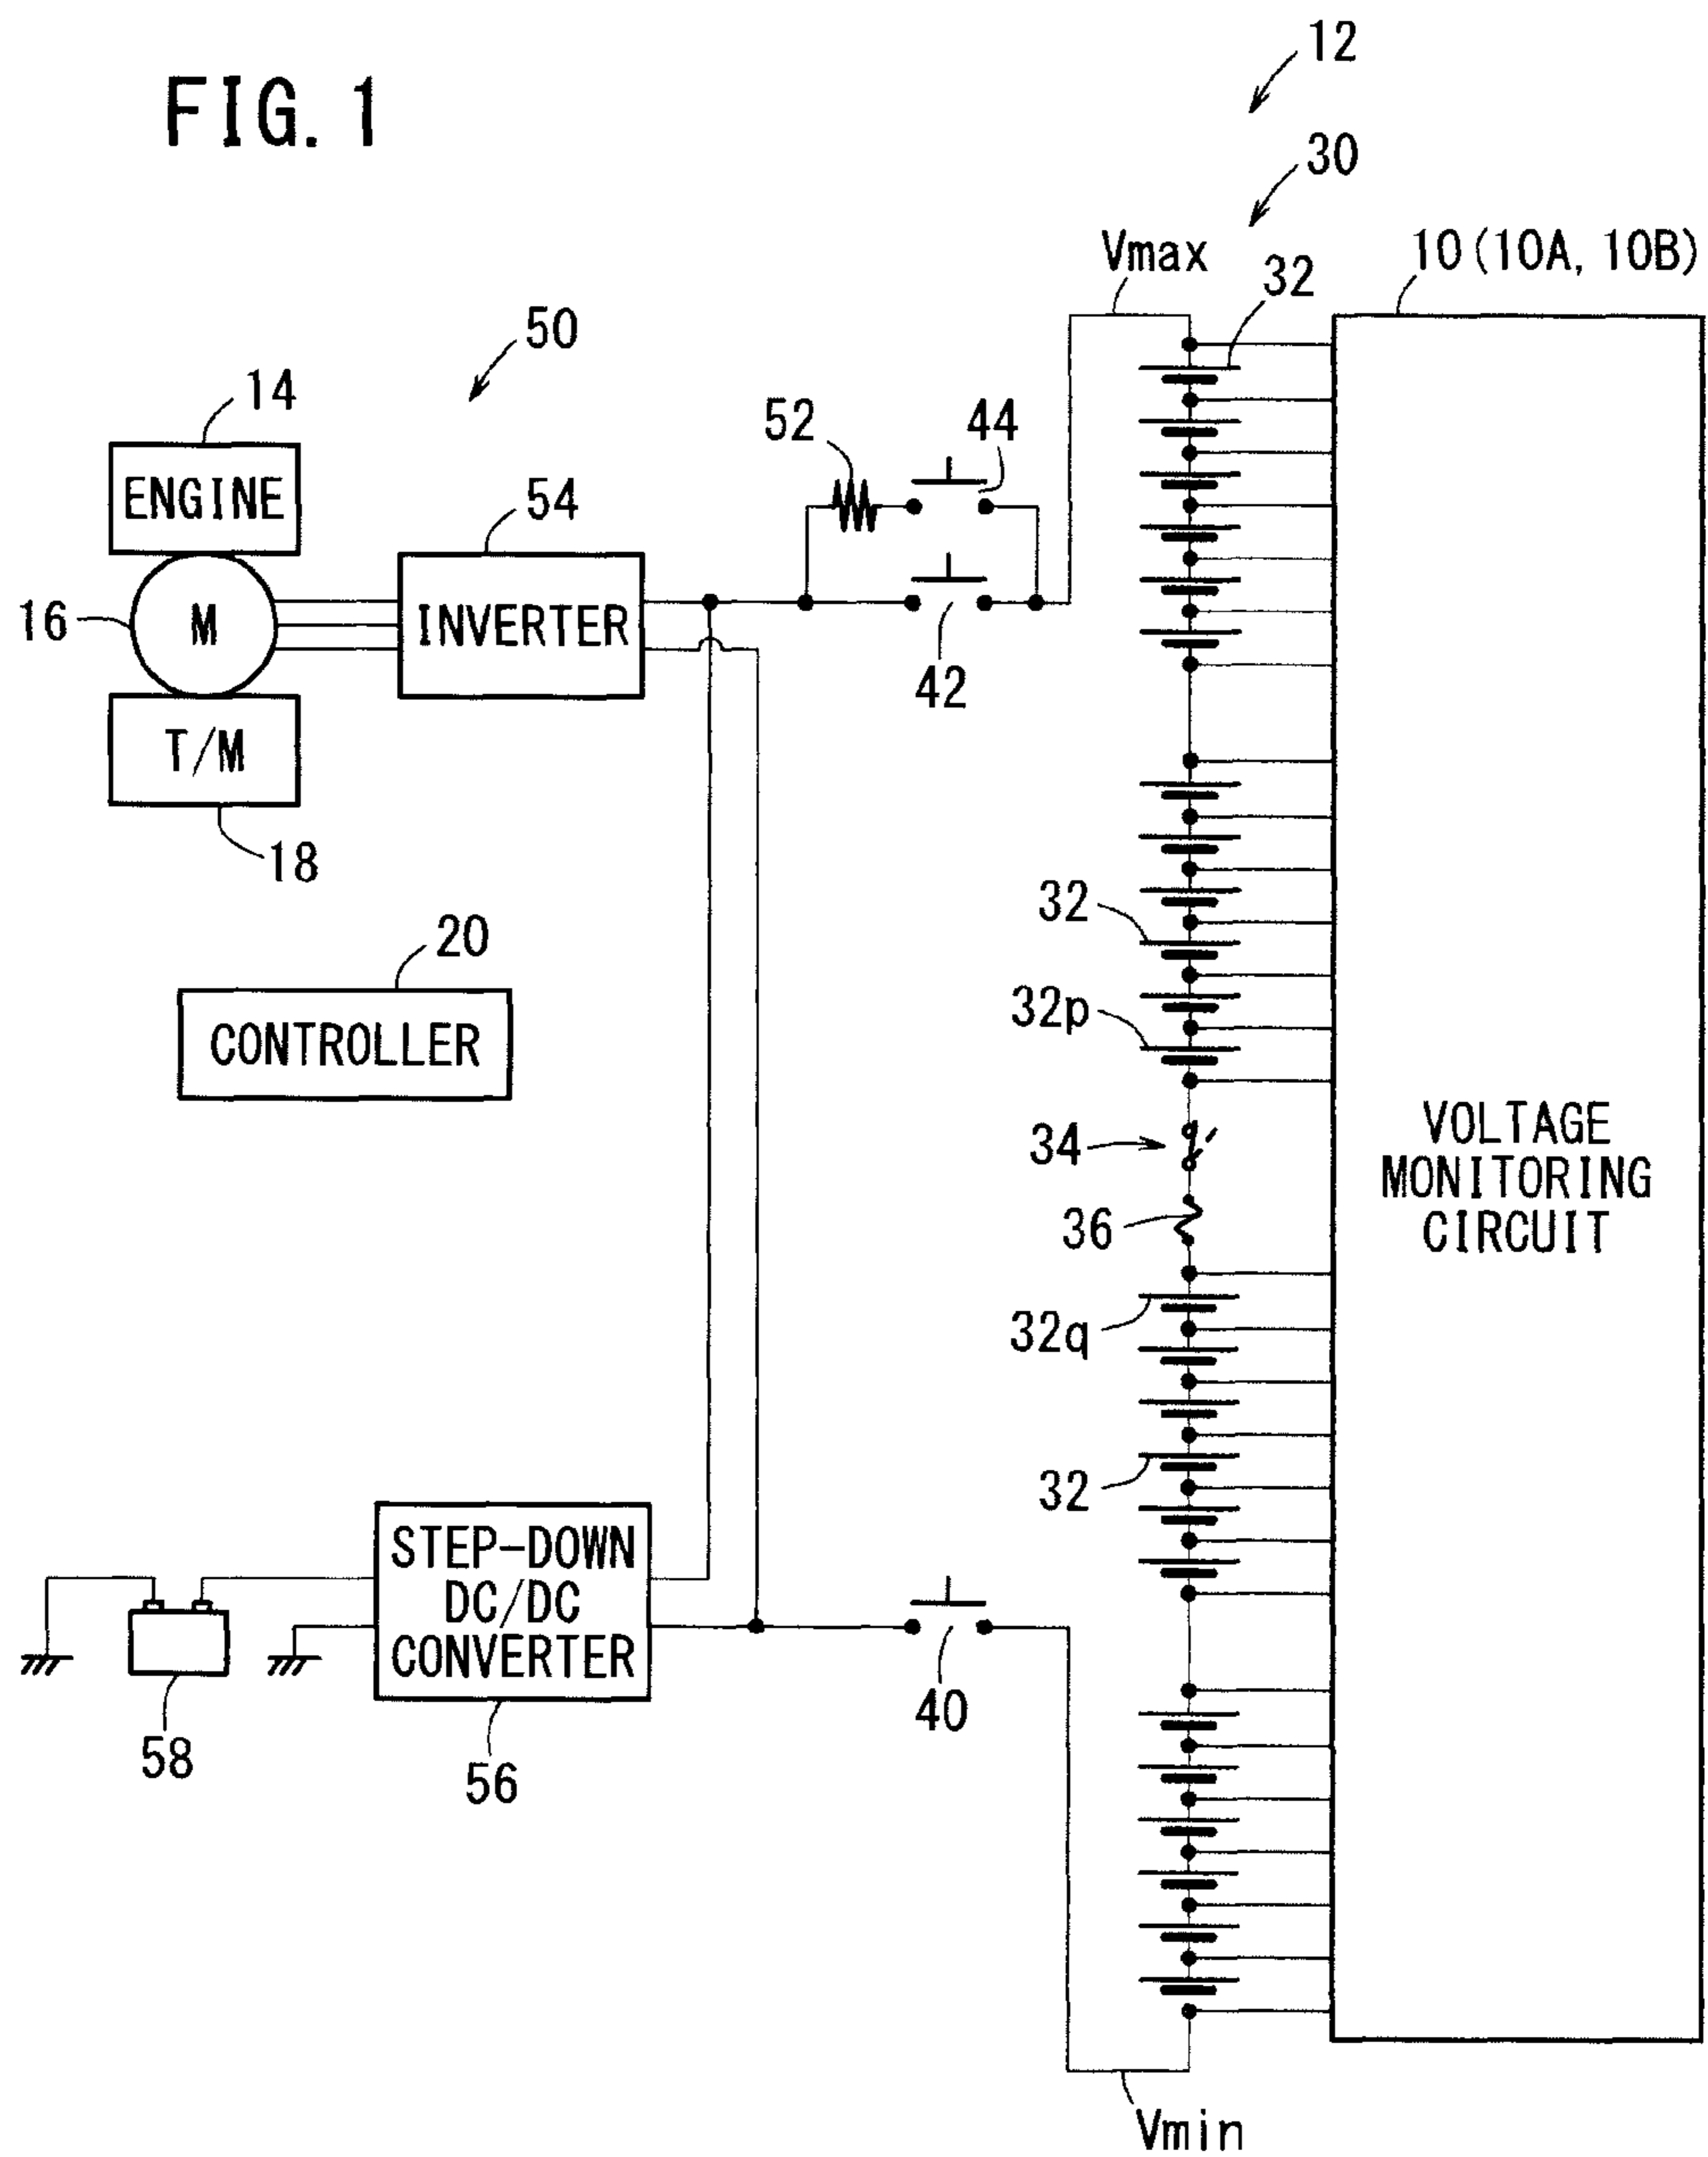 FIG. 1
12
30
Vmax
10 (10A, 10B)
32
50
14
52
44
ENGINE
54
16
M
INVERTER
42
T/M
18
32
20
32p
CONTROLLER
34
VOLTAGE
MONITORING
CIRCUIT
36
32q
32
STEP-DOWN
DC/DC
CONVERTER
40
58
56
Vmin